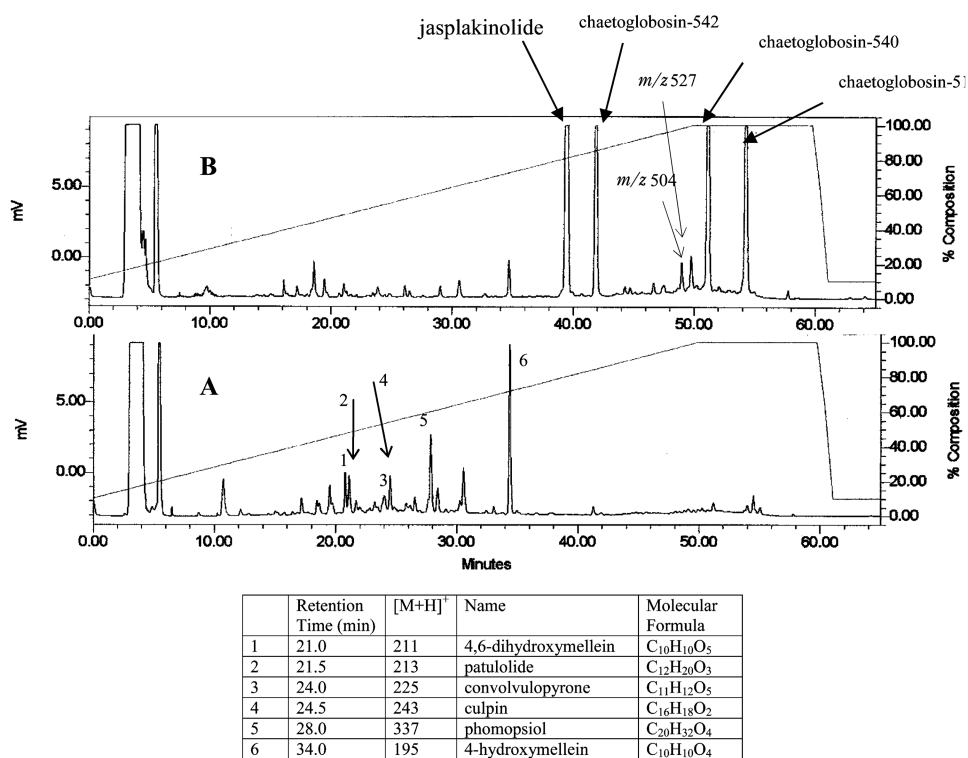 jasplakinolide
chaetoglobosin-542
chaetoglobosin-540
m/z 527
chaetoglobosin-51
B
m/z 504
mV
5.00
0.00
100.00
80.00
60.00
40.00
20.00
0.00
% Composition
0.00 10.00 20.00 30.00 40.00 50.00 60.00
A
2
4
1
3
5
6
mV
5.00
0.00
100.00
80.00
60.00
40.00
20.00
0.00
% Composition
0.00 10.00 20.00 30.00 40.00 50.00 60.00
Minutes
Retention Time (min) [M+H]+ Name Molecular Formula
1 21.0 211 4,6-dihydroxymellein C10H10O5
2 21.5 213 patulolide C12H20O3
3 24.0 225 convolvulopyrone C11H12O5
4 24.5 243 culpin C16H18O2
5 28.0 337 phomopsiol C20H32O4
6 34.0 195 4-hydroxymellein C10H10O4